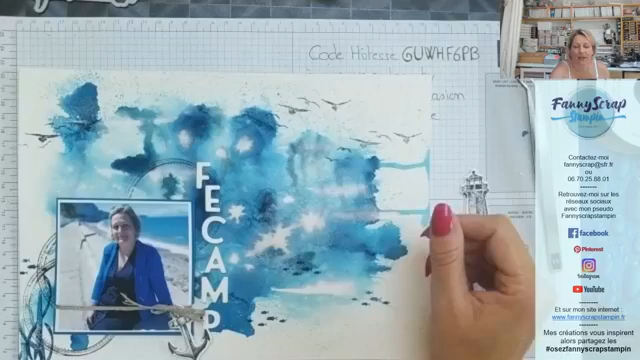 Code Hôtesse GUWHF6PB
asion
FECAMP
FannyScrap
Stampin
Contactez-moi
fannyscrap@sfr.fr
ou
06.70.25.88.01
--------
Retrouvez-moi sur les
réseaux sociaux
avec mon pseudo
Fannyscrapstampin
facebook
Pinterest
Instagram
YouTube
--------
Et sur mon site internet :
www.fannyscrapstampin.fr
--------
Mes créations vous inspirent
alors partagez les
#osezfannyscrapstampin